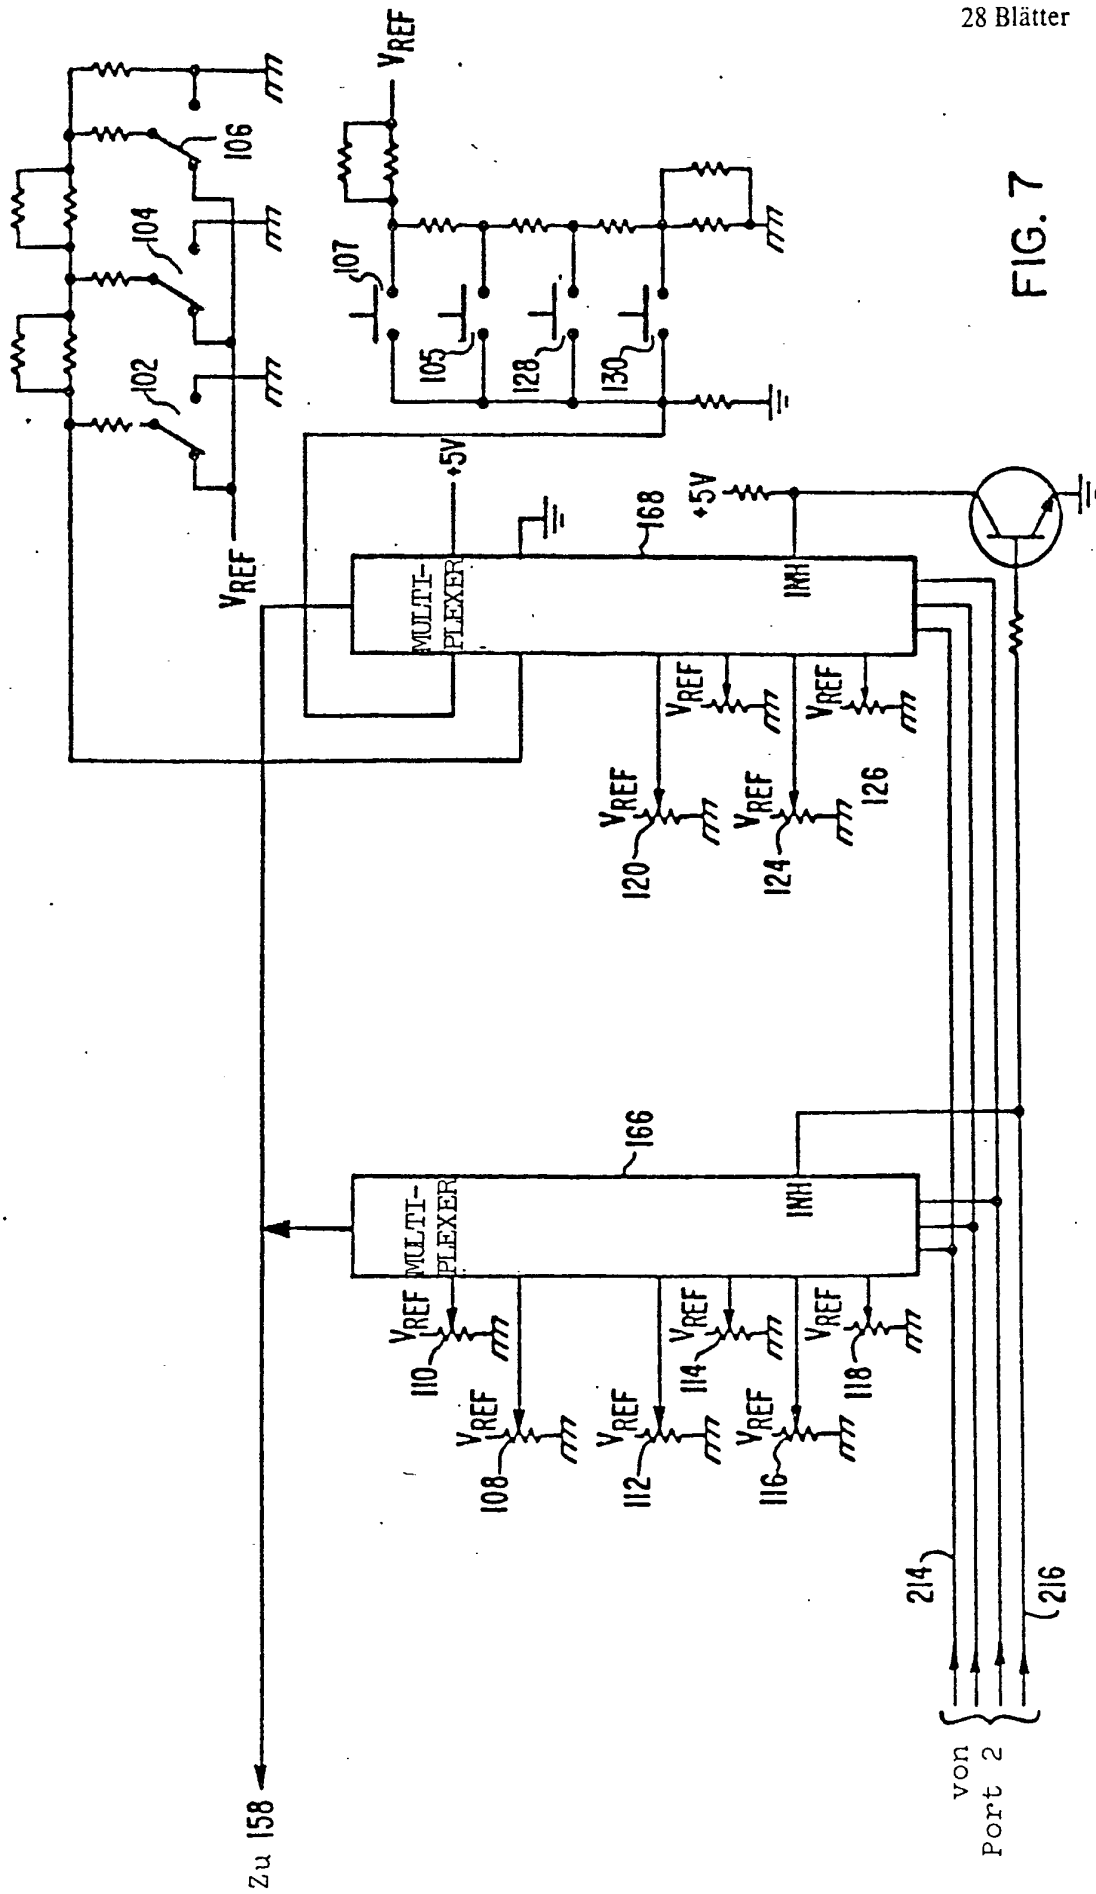 28 Blätter
102
104
106
VREF
VREF
107
105
128
130
+5V
MULTI-
PLEXER
168
+5V
INH
120
VREF
VREF
124
VREF
VREF
126
Zu 158
MULTI-
PLEXER
166
INH
110
VREF
108
VREF
112
VREF
114
VREF
116
VREF
118
VREF
214
216
von
Port 2
FIG. 7